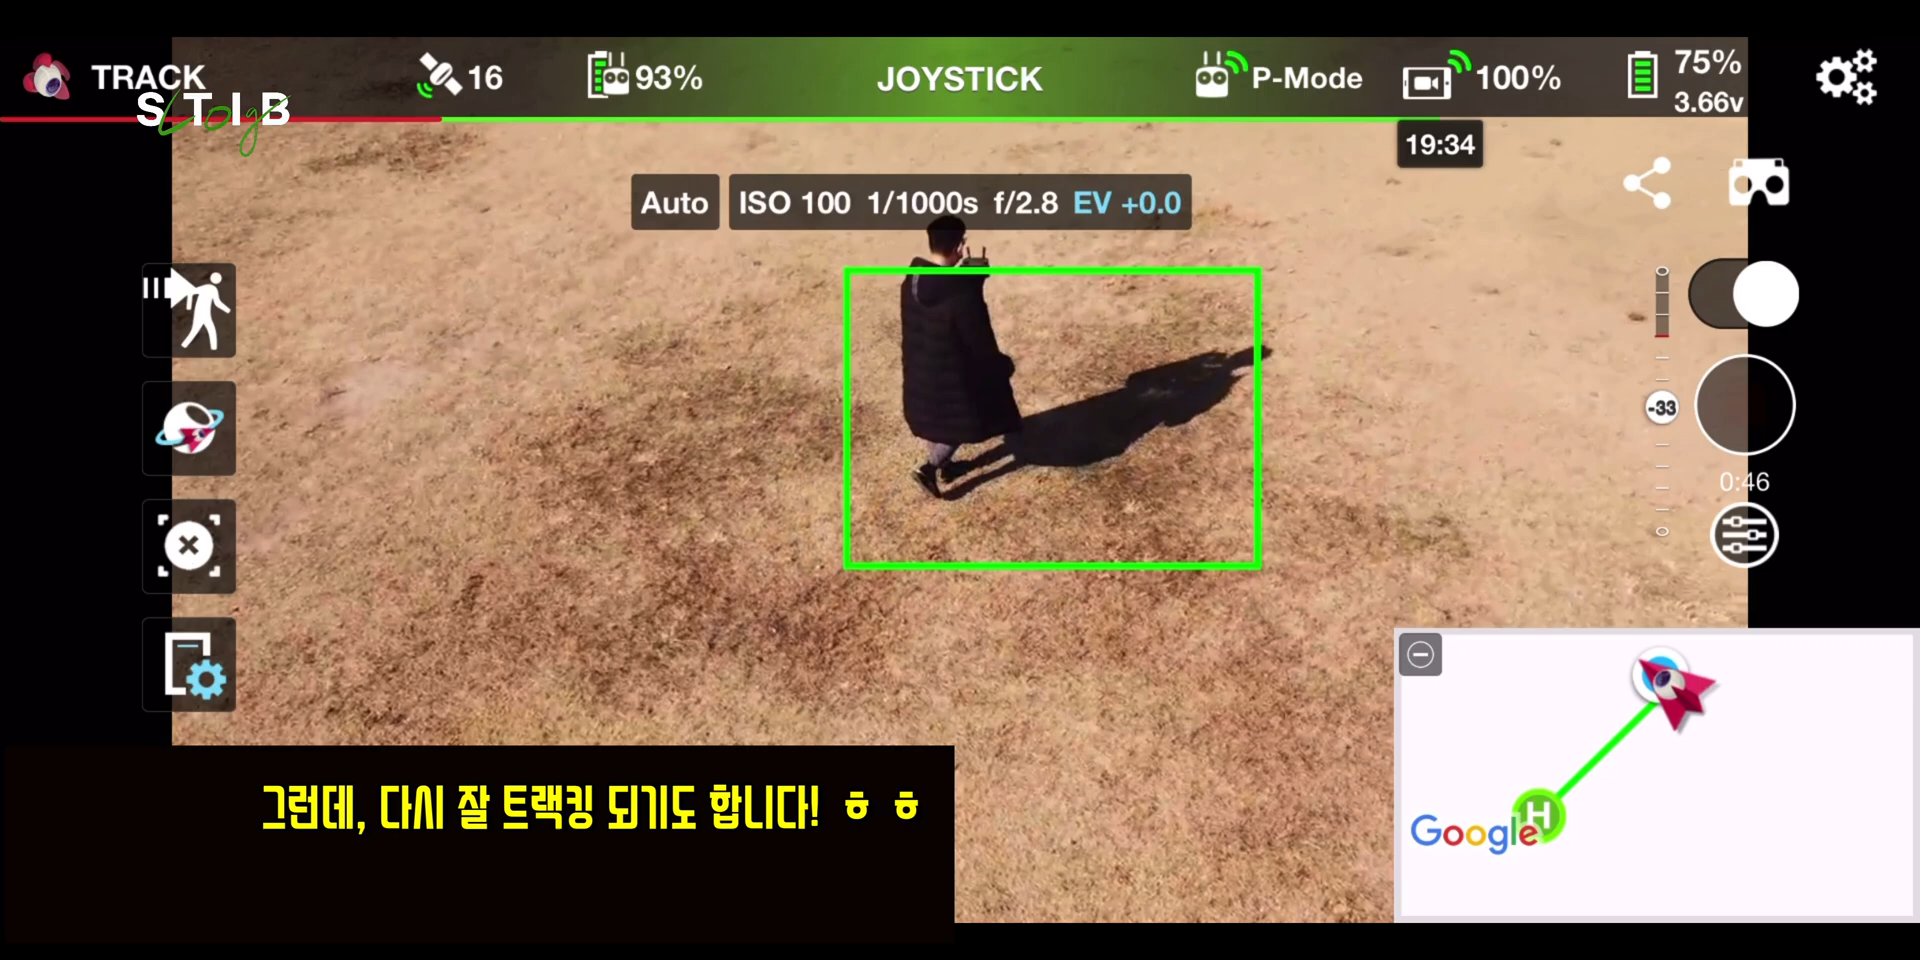 TRACK
16
93%
JOYSTICK
P-Mode
100%
75%
3.66v
19:34
Auto
ISO 100 1/1000s f/2.8 EV +0.0
-33
0:46
H
Google
그런데, 다시 잘 트랙킹 되기도 합니다! ㅎ ㅎ